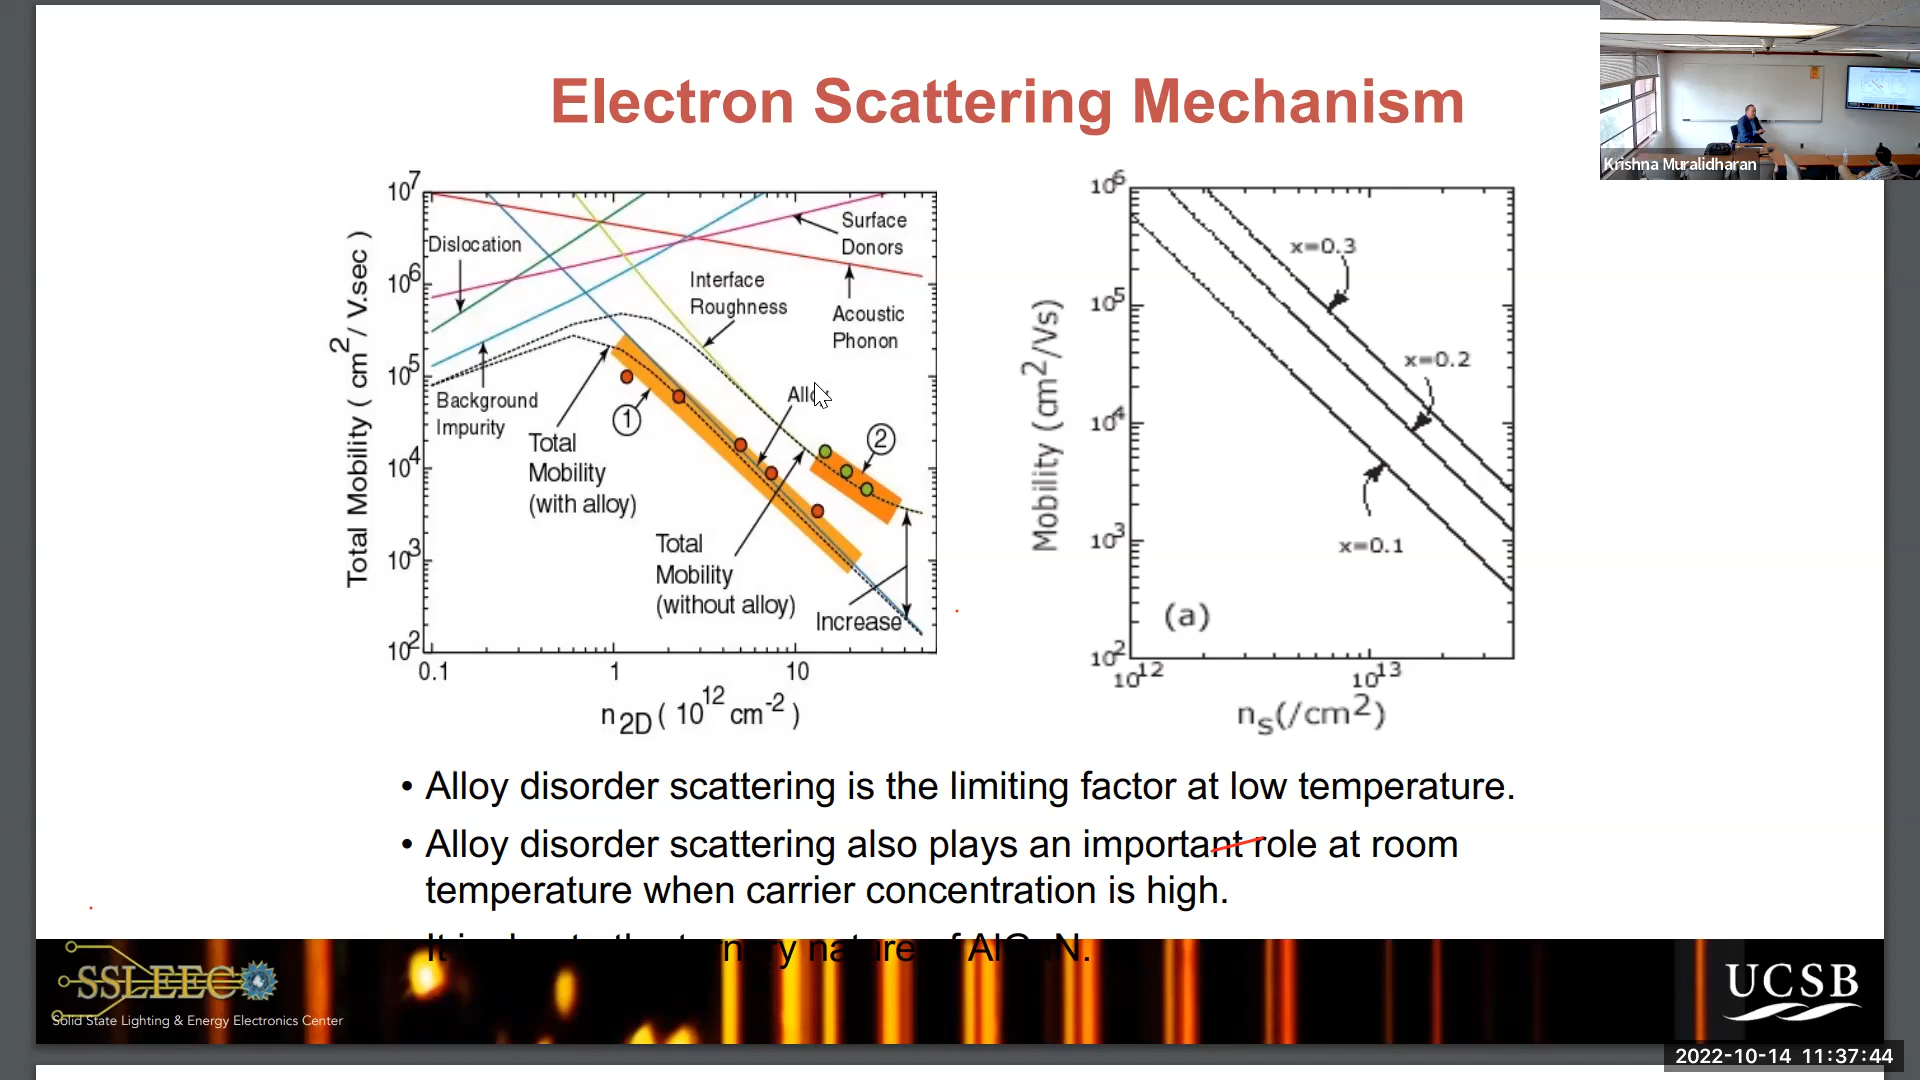 Electron Scattering Mechanism
Krishna Muralidharan
10^7
10^6
10^5
10^4
10^3
10^2
Total Mobility ( cm^2 / V.sec )
Dislocation
Surface
Donors
Interface
Roughness
Acoustic
Phonon
Background
Impurity
1
Total
Mobility
(with alloy)
2
Total
Mobility
(without alloy)
Increase
0.1 1 10
n2D ( 10^12 cm^-2 )
10^6
10^5
10^4
10^3
10^2
Mobility (cm^2/Vs)
x=0.3
x=0.2
x=0.1
(a)
10^12 10^13
ns(/cm^2)
• Alloy disorder scattering is the limiting factor at low temperature.
• Alloy disorder scattering also plays an important role at room
temperature when carrier concentration is high.
nature of
SSLEEC
Solid State Lighting & Energy Electronics Center
UCSB
2022-10-14 11:37:44